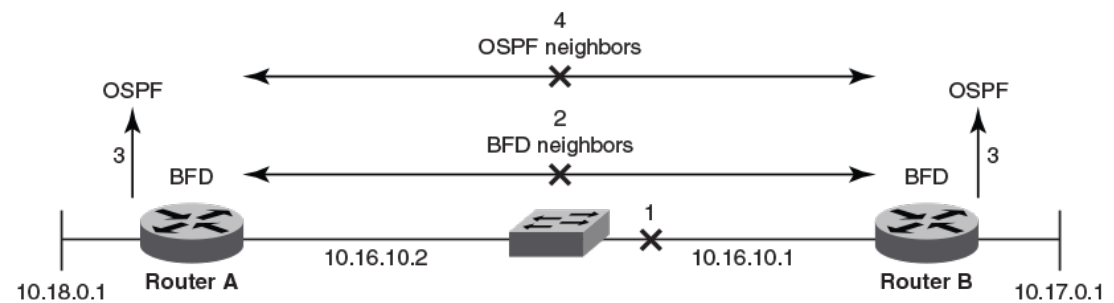 4
OSPF neighbors
OSPF
OSPF
2
BFD neighbors
3
3
BFD
BFD
1
10.16.10.2
10.16.10.1
Router A
Router B
10.18.0.1
10.17.0.1